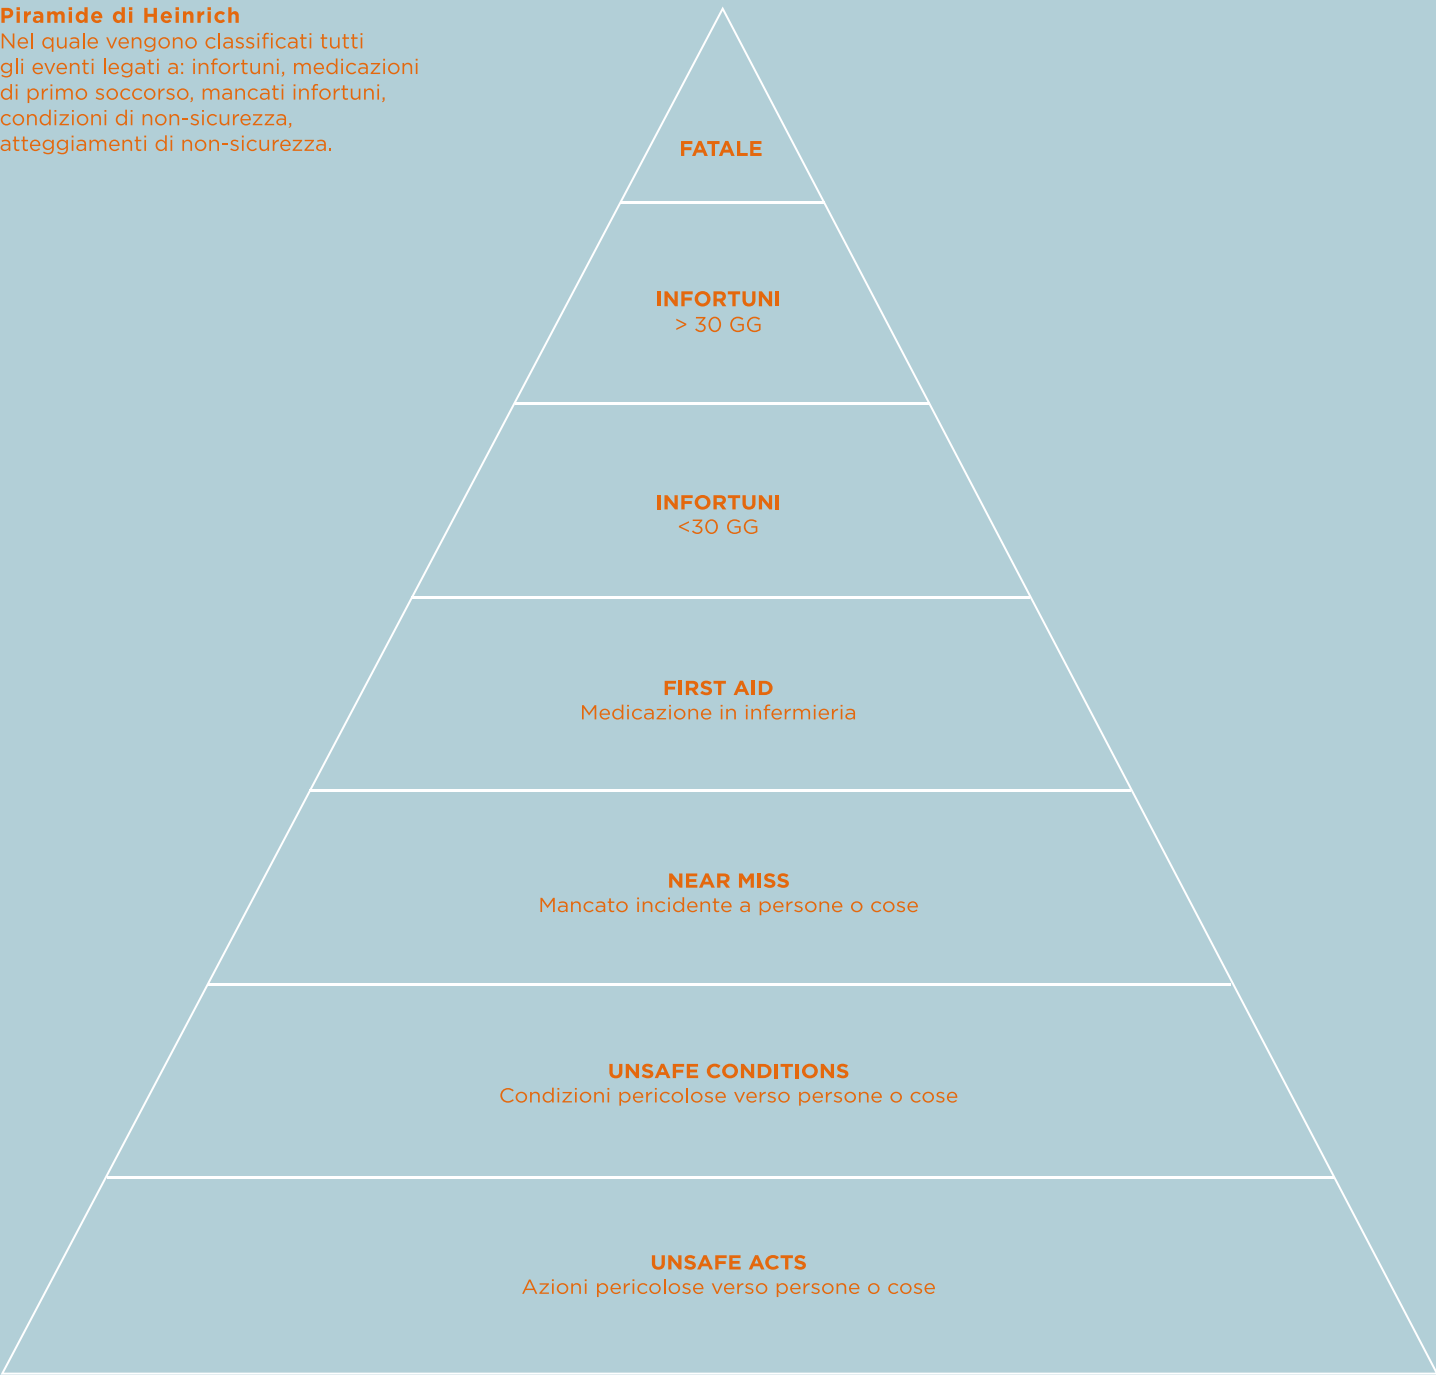 Piramide di Heinrich
Nel quale vengono classificati tutti
gli eventi legati a: infortuni, medicazioni
di primo soccorso, mancati infortuni,
condizioni di non-sicurezza,
atteggiamenti di non-sicurezza.
FATALE
INFORTUNI
> 30 GG
INFORTUNI
<30 GG
FIRST AID
Medicazione in infermieria
NEAR MISS
Mancato incidente a persone o cose
UNSAFE CONDITIONS
Condizioni pericolose verso persone o cose
UNSAFE ACTS
Azioni pericolose verso persone o cose